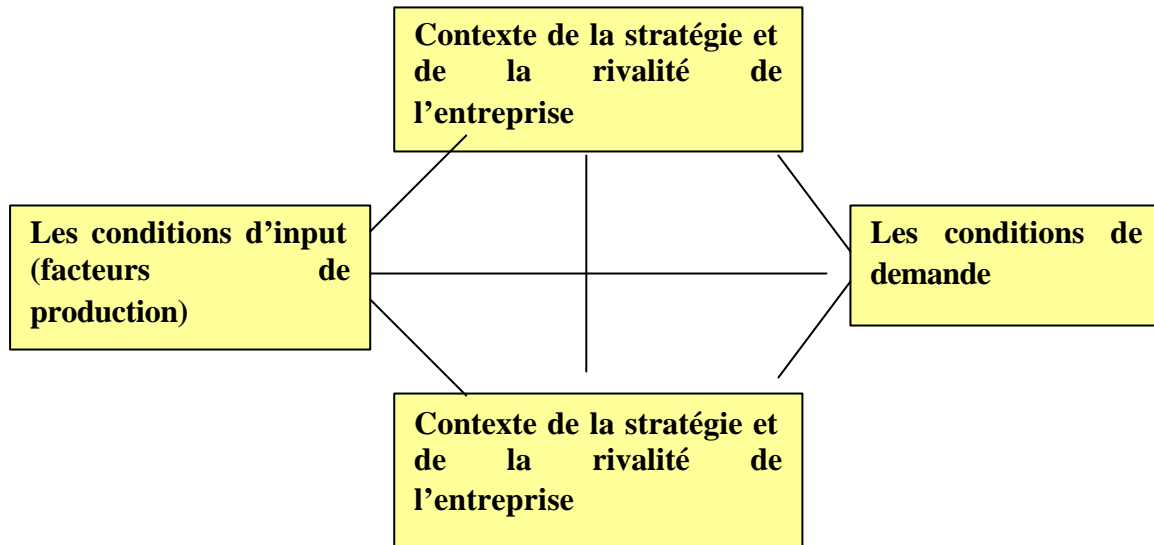 Contexte de la stratégie et
de la rivalité de
l’entreprise
Les conditions d’input
(facteurs de
production)
Les conditions de
demande
Contexte de la stratégie et
de la rivalité de
l’entreprise